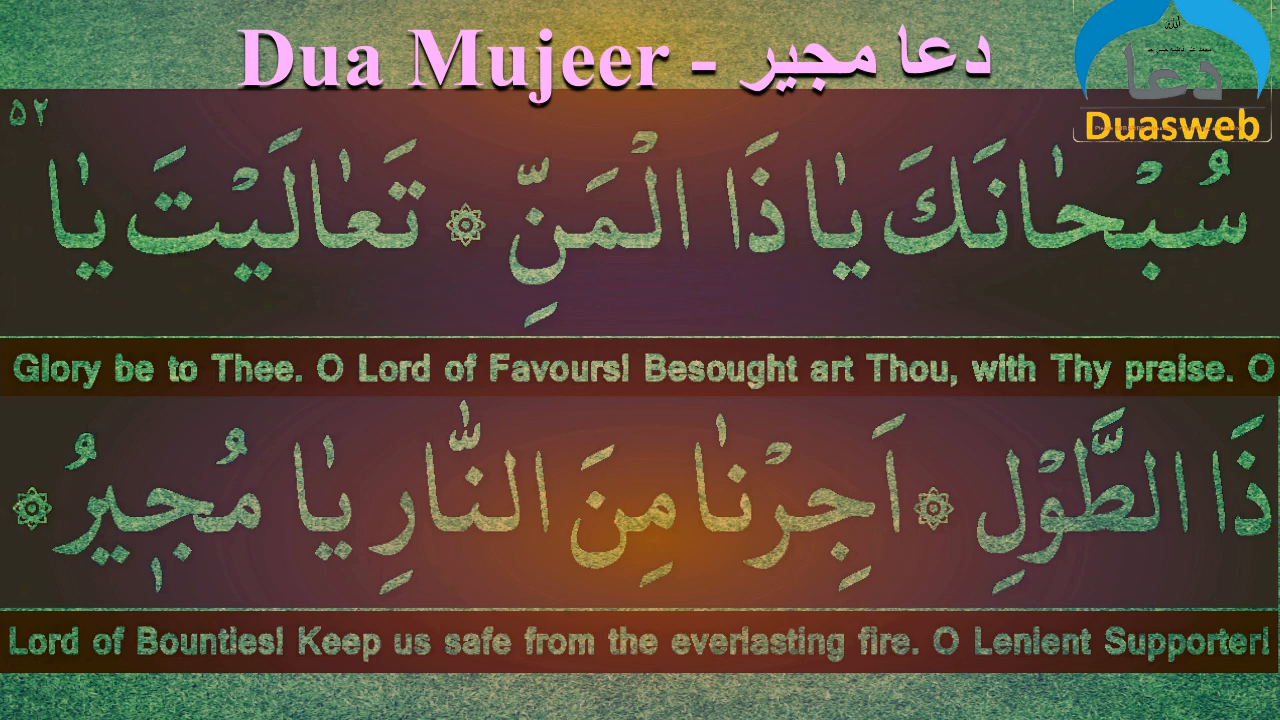 Dua Mujeer - دعا مجير
دعا
Duasweb
۵۲
سُبْحٰانَكَ يٰا ذَا الْمَنِّ ۞ تَعٰالَيْتَ يٰا
Glory be to Thee. O Lord of Favours! Besought art Thou, with Thy praise. O
ذَا الطَّوْلِ ۞ اَجِرْنٰا مِنَ النّٰارِ يٰا مُجٖيرُ ۞
Lord of Bounties! Keep us safe from the everlasting fire. O Lenient Supporter!